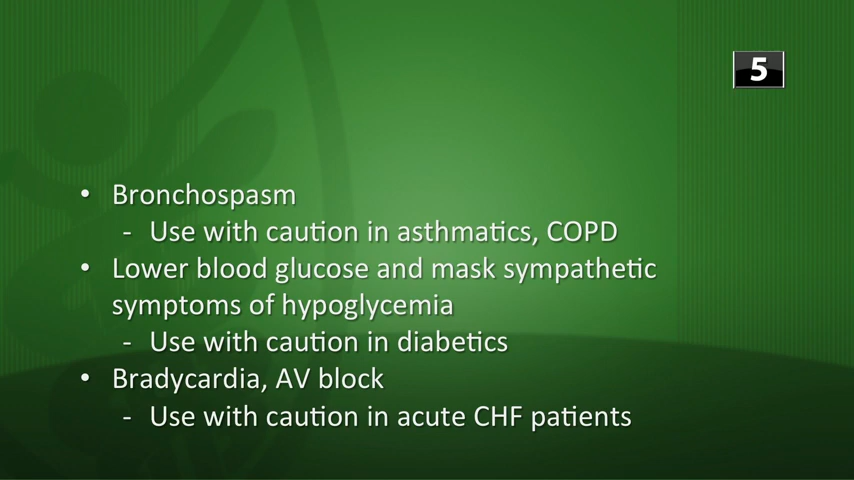 5
• Bronchospasm
- Use with caution in asthmatics, COPD
• Lower blood glucose and mask sympathetic
symptoms of hypoglycemia
- Use with caution in diabetics
• Bradycardia, AV block
- Use with caution in acute CHF patients